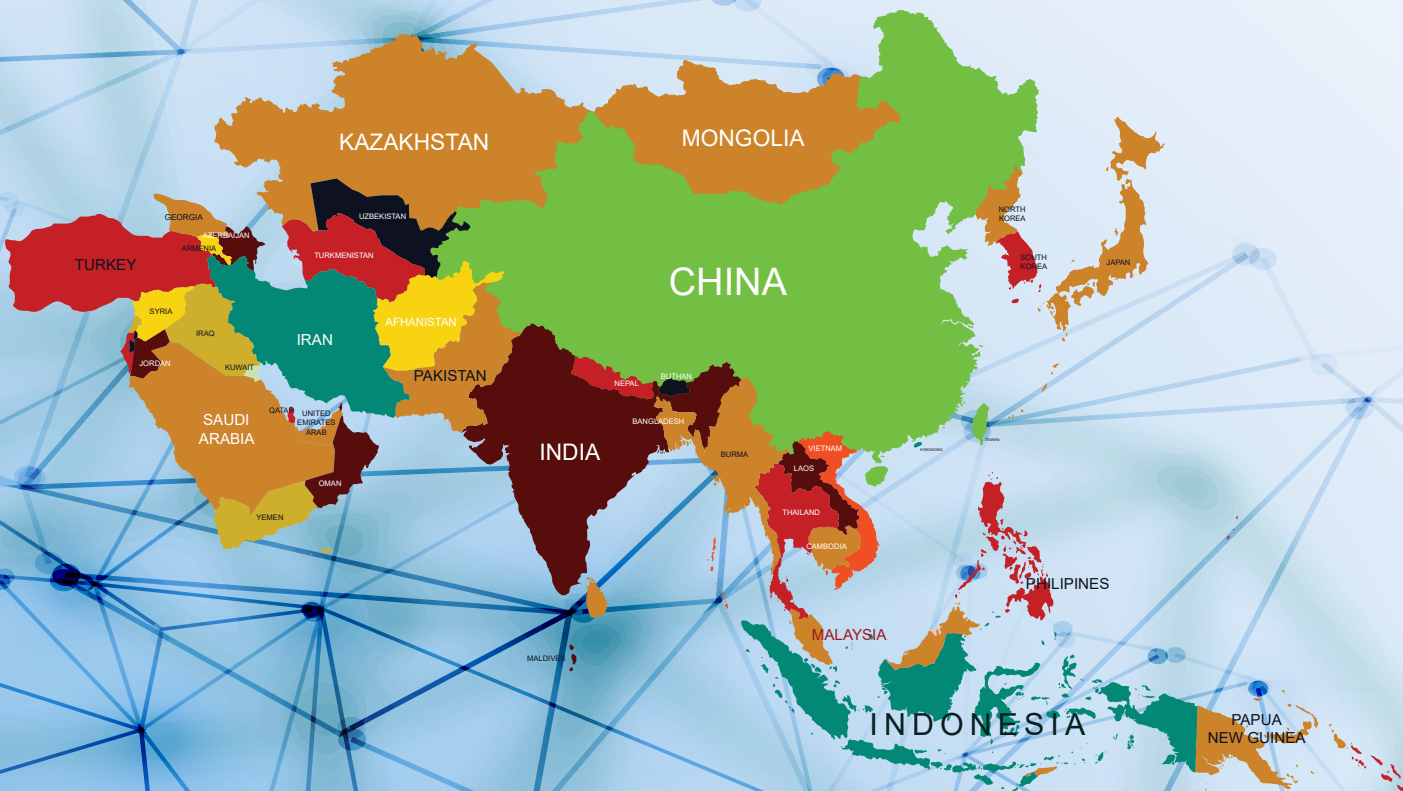 KAZAKHSTAN
MONGOLIA
UZBEKISTAN
GEORGIA
AZERBAIJAN
ARMENIA
TURKEY
TURKMENISTAN
NORTH
KOREA
SOUTH
KOREA
JAPAN
CHINA
SYRIA
IRAQ
IRAN
AFHANISTAN
JORDAN
KUWAIT
PAKISTAN
NEPAL
BUTHAN
QATAR
UNITED
EMIRATES
ARAB
SAUDI
ARABIA
BANGLADESH
INDIA
BURMA
VIETNAM
LAOS
TAIWAN
HONGKONG
OMAN
YEMEN
THAILAND
CAMBODIA
PHILIPINES
MALAYSIA
MALDIVES
INDONESIA
PAPUA
NEW GUINEA